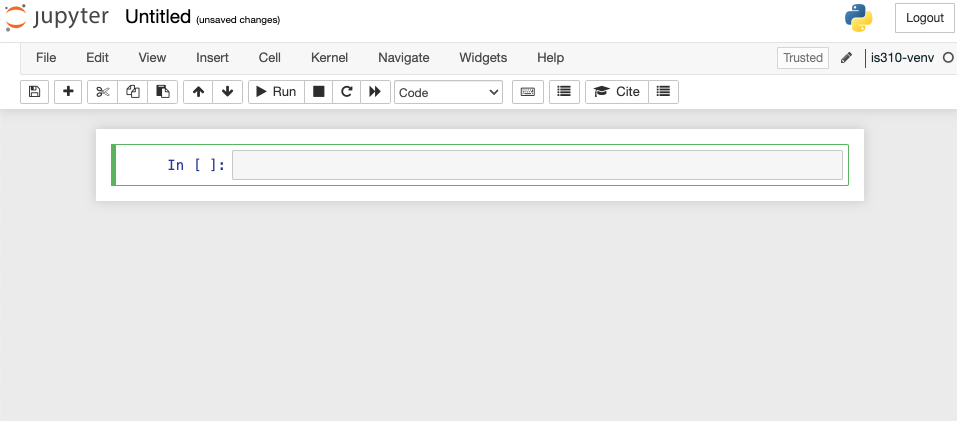 jupyter Untitled (unsaved changes) Logout
File Edit View Insert Cell Kernel Navigate Widgets Help Trusted is310-venv
Run Code Cite
In [ ]: